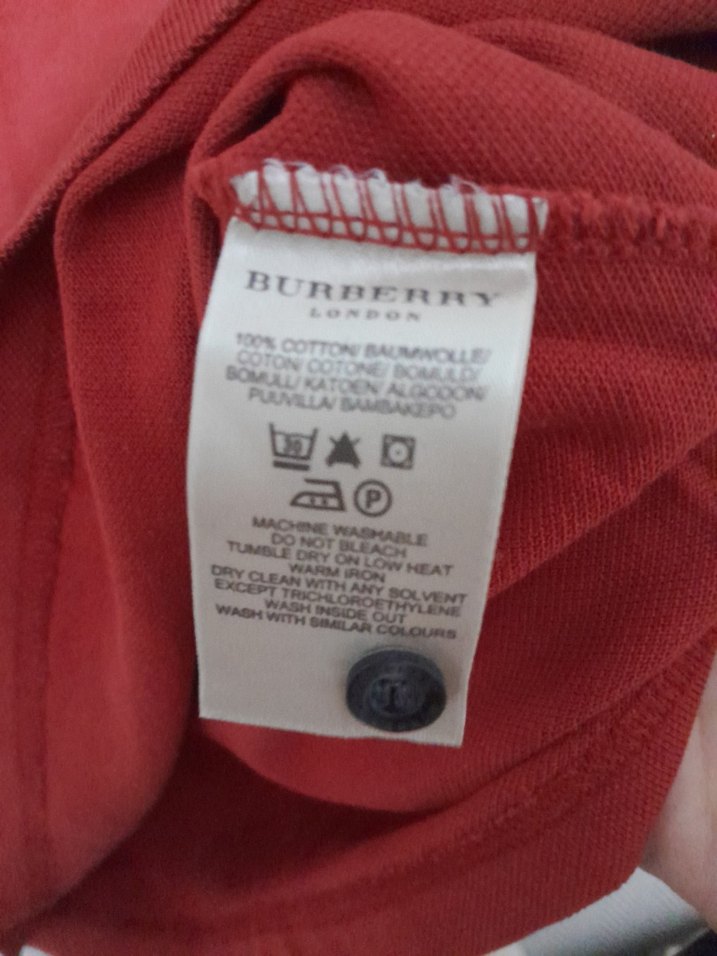 BURBERRY
LONDON
100% COTTON/ BAUMWOLLE/
COTON/ COTONE/ BOMULD/
BOMULL/ KATOEN/ ALGODON/
PUUVILLA/ BAMBAKEPO
30
P
MACHINE WASHABLE
DO NOT BLEACH
TUMBLE DRY ON LOW HEAT
WARM IRON
DRY CLEAN WITH ANY SOLVENT
EXCEPT TRICHLOROETHYLENE
WASH INSIDE OUT
WASH WITH SIMILAR COLOURS